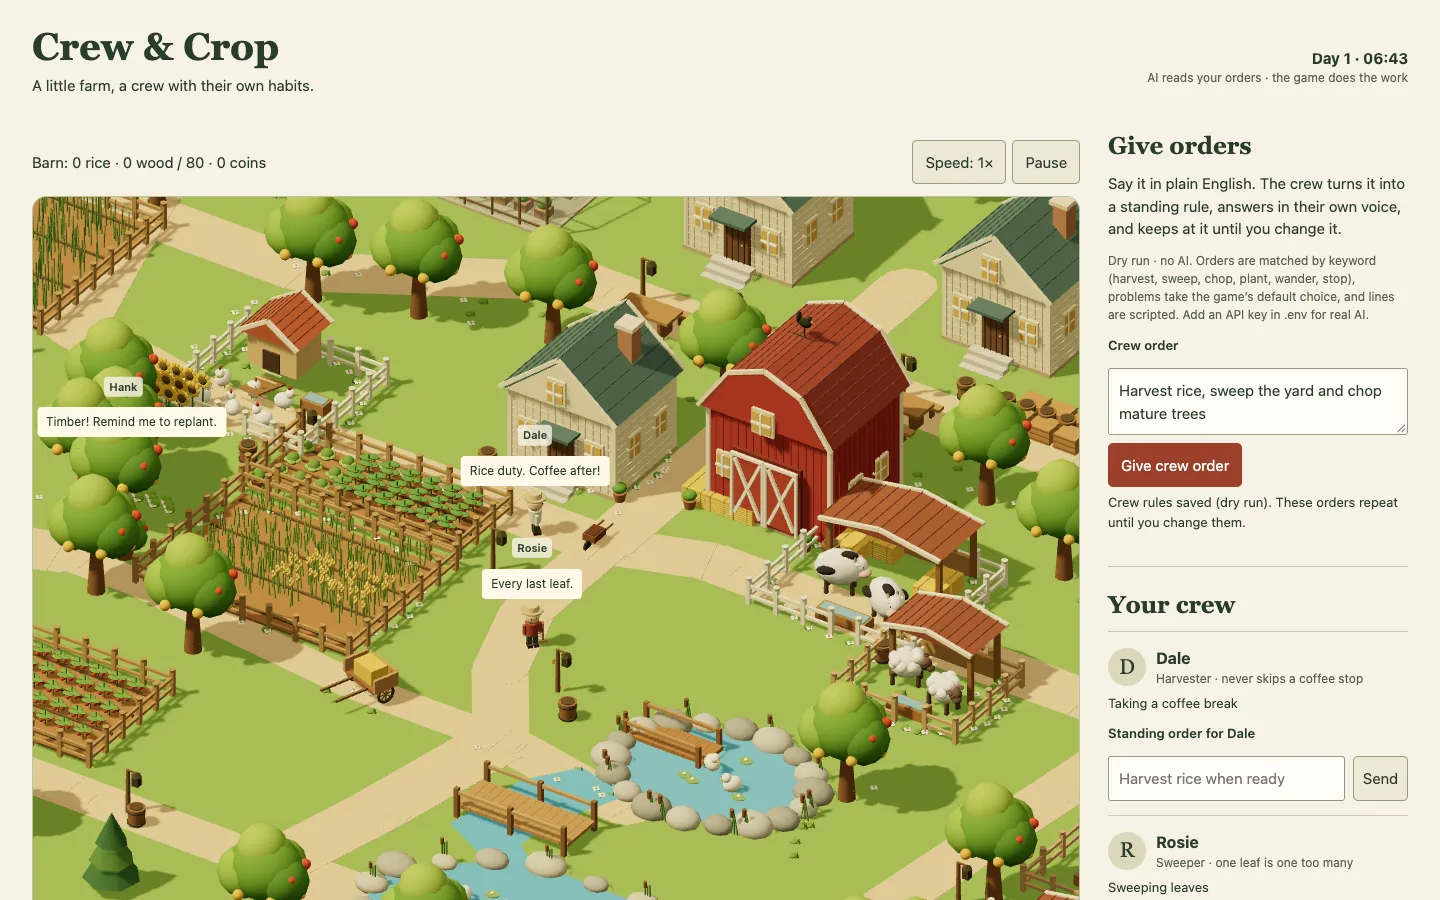 Crew & Crop
A little farm, a crew with their own habits.
Day 1 · 06:43
AI reads your orders · the game does the work
Barn: 0 rice · 0 wood / 80 · 0 coins
Speed: 1×
Pause
Hank
Timber! Remind me to replant.
Dale
Rice duty. Coffee after!
Rosie
Every last leaf.
Give orders
Say it in plain English. The crew turns it into
a standing rule, answers in their own voice,
and keeps at it until you change it.
Dry run · no AI. Orders are matched by keyword
(harvest, sweep, chop, plant, wander, stop),
problems take the game's default choice, and lines
are scripted. Add an API key in .env for real AI.
Crew order
Harvest rice, sweep the yard and chop
mature trees
Give crew order
Crew rules saved (dry run). These orders repeat
until you change them.
Your crew
D
Dale
Harvester · never skips a coffee stop
Taking a coffee break
Standing order for Dale
Harvest rice when ready
Send
R
Rosie
Sweeper · one leaf is one too many
Sweeping leaves